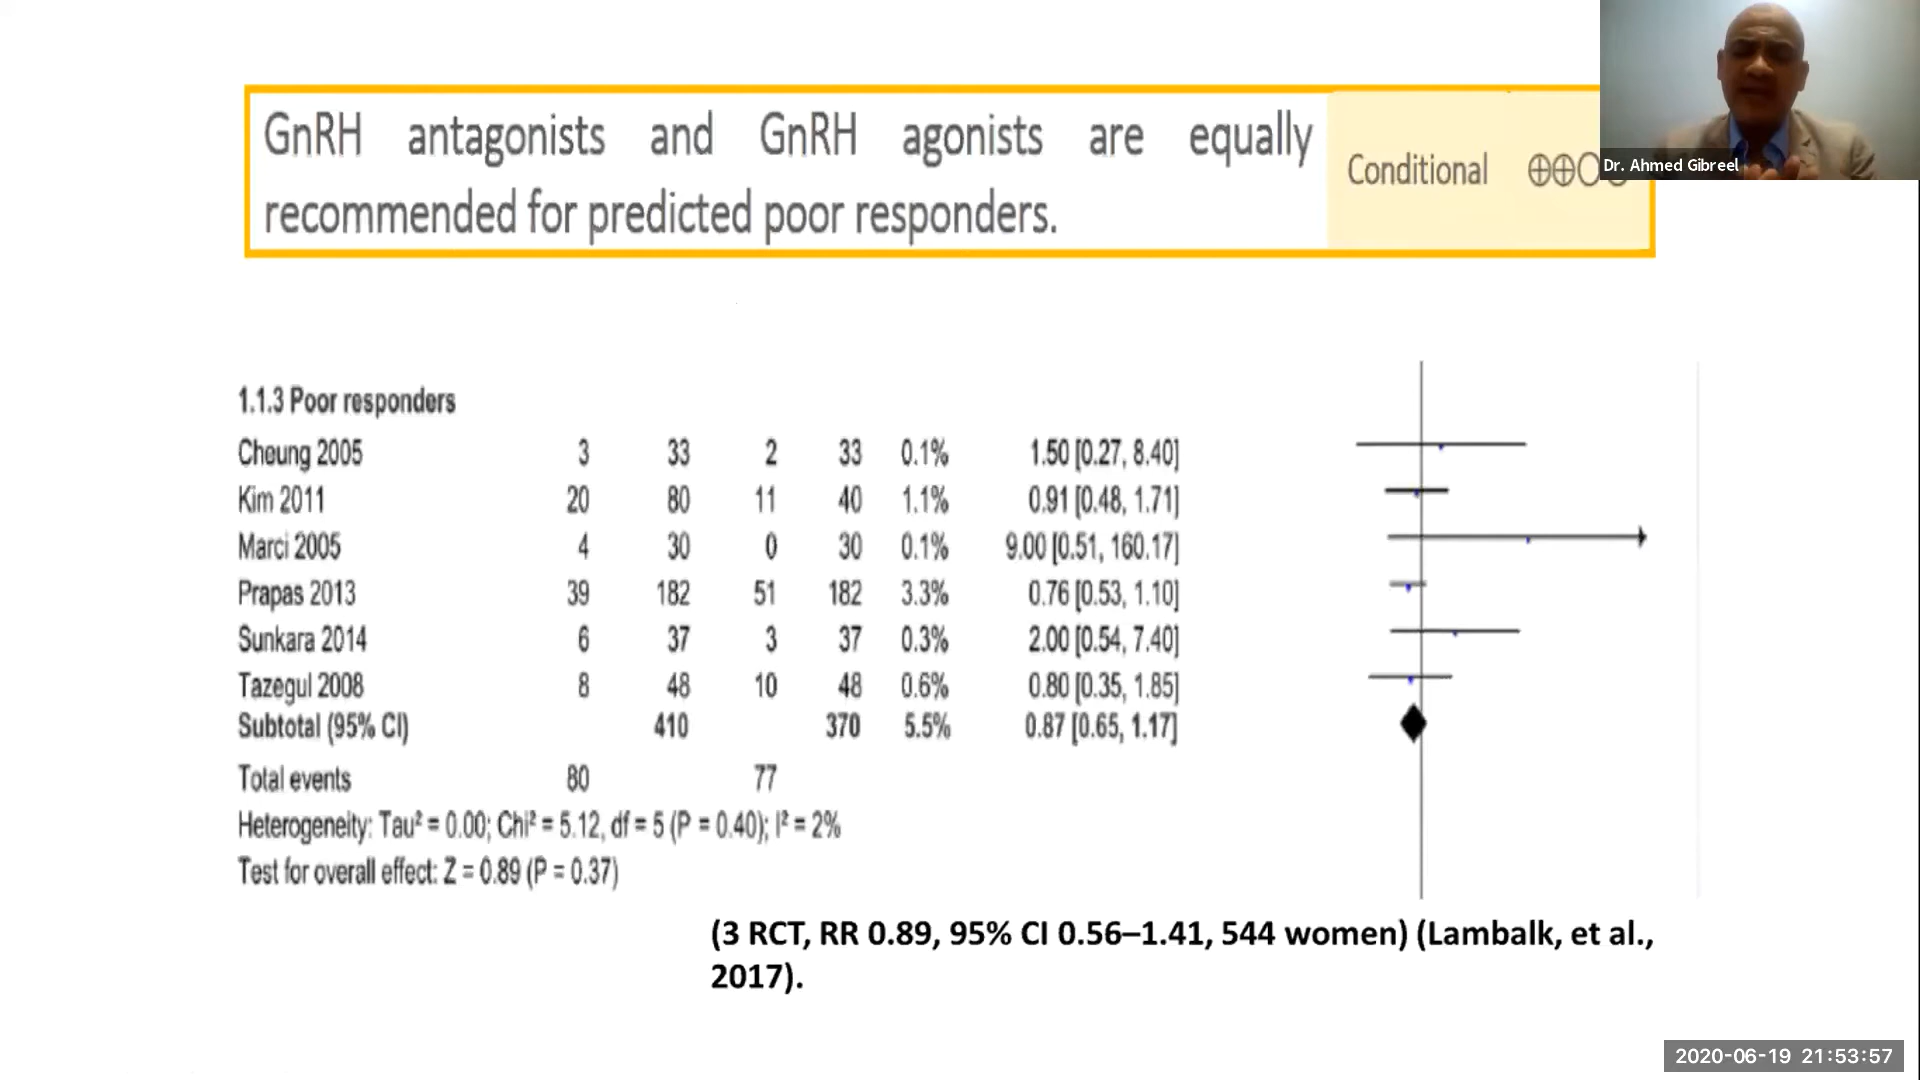 GnRH antagonists and GnRH agonists are equally
recommended for predicted poor responders.
Conditional ⊕⊕○○
Dr. Ahmed Gibreel
1.1.3 Poor responders
Cheung 2005 3 33 2 33 0.1% 1.50 [0.27, 8.40]
Kim 2011 20 80 11 40 1.1% 0.91 [0.48, 1.71]
Marci 2005 4 30 0 30 0.1% 9.00 [0.51, 160.17]
Prapas 2013 39 182 51 182 3.3% 0.76 [0.53, 1.10]
Sunkara 2014 6 37 3 37 0.3% 2.00 [0.54, 7.40]
Tazegul 2008 8 48 10 48 0.6% 0.80 [0.35, 1.85]
Subtotal (95% CI) 410 370 5.5% 0.87 [0.65, 1.17]
Total events 80 77
Heterogeneity: Tau² = 0.00; Chi² = 5.12, df = 5 (P = 0.40); I² = 2%
Test for overall effect: Z = 0.89 (P = 0.37)
(3 RCT, RR 0.89, 95% CI 0.56–1.41, 544 women) (Lambalk, et al.,
2017).
2020-06-19 21:53:57